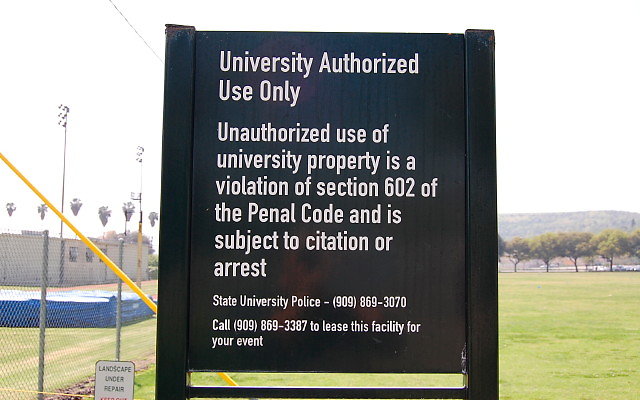 University Authorized
Use Only
Unauthorized use of
university property is a
violation of section 602 of
the Penal Code and is
subject to citation or
arrest
State University Police - (909) 869-3070
Call (909) 869-3387 to lease this facility for
your event
LANDSCAPE
UNDER
REPAIR
KEEP OUT